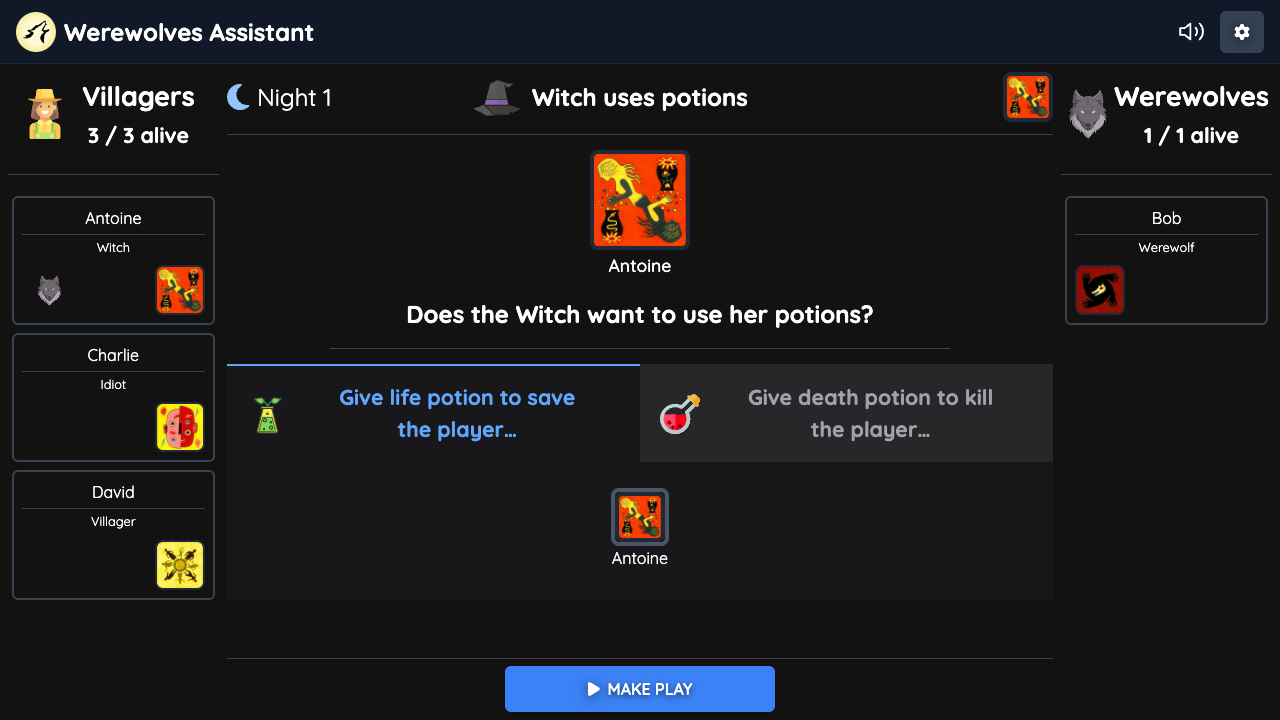 Werewolves Assistant
Villagers
3 / 3 alive
Night 1
Witch uses potions
Werewolves
1 / 1 alive
Antoine
Witch
Charlie
Idiot
David
Villager
Antoine
Does the Witch want to use her potions?
Give life potion to save
the player...
Give death potion to kill
the player...
Antoine
Bob
Werewolf
MAKE PLAY